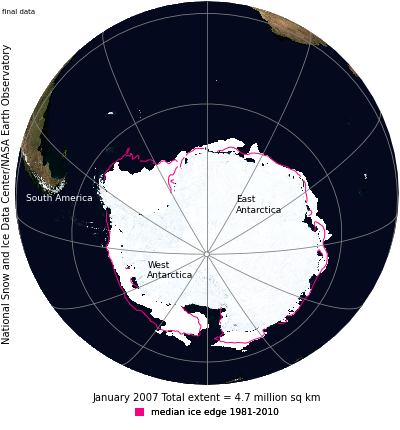 final data
National Snow and Ice Data Center/NASA Earth Observatory
South America
East
Antarctica
West
Antarctica
January 2007 Total extent = 4.7 million sq km
median ice edge 1981-2010